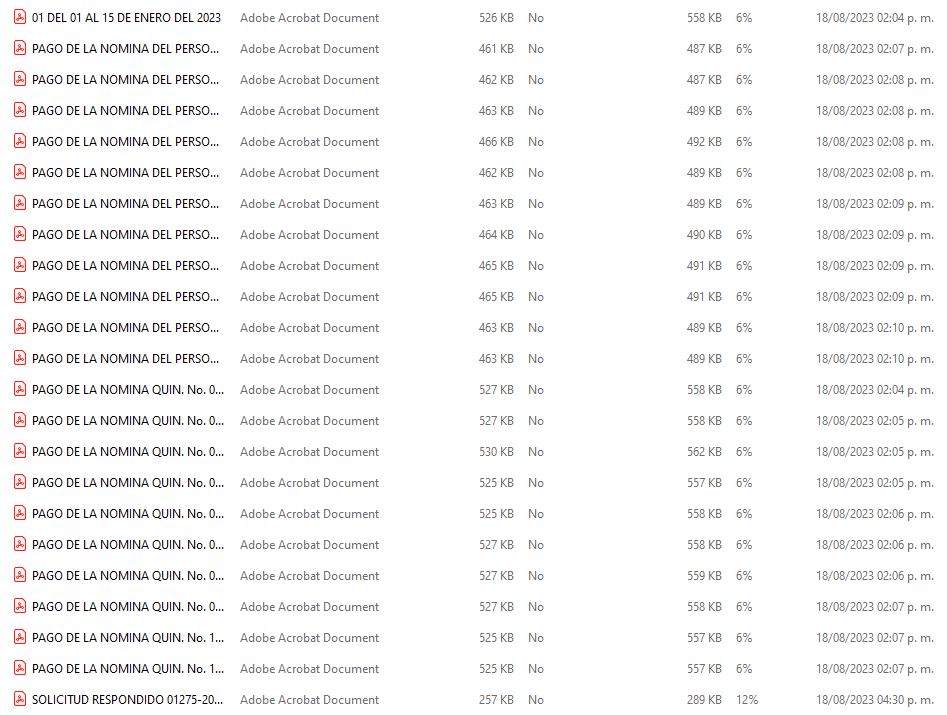 01 DEL 01 AL 15 DE ENERO DEL 2023 Adobe Acrobat Document 526 KB No 558 KB 6% 18/08/2023 02:04 p. m.
PAGO DE LA NOMINA DEL PERSO... Adobe Acrobat Document 461 KB No 487 KB 6% 18/08/2023 02:07 p. m.
PAGO DE LA NOMINA DEL PERSO... Adobe Acrobat Document 462 KB No 487 KB 6% 18/08/2023 02:08 p. m.
PAGO DE LA NOMINA DEL PERSO... Adobe Acrobat Document 463 KB No 489 KB 6% 18/08/2023 02:08 p. m.
PAGO DE LA NOMINA DEL PERSO... Adobe Acrobat Document 466 KB No 492 KB 6% 18/08/2023 02:08 p. m.
PAGO DE LA NOMINA DEL PERSO... Adobe Acrobat Document 462 KB No 489 KB 6% 18/08/2023 02:08 p. m.
PAGO DE LA NOMINA DEL PERSO... Adobe Acrobat Document 463 KB No 489 KB 6% 18/08/2023 02:09 p. m.
PAGO DE LA NOMINA DEL PERSO... Adobe Acrobat Document 464 KB No 490 KB 6% 18/08/2023 02:09 p. m.
PAGO DE LA NOMINA DEL PERSO... Adobe Acrobat Document 465 KB No 491 KB 6% 18/08/2023 02:09 p. m.
PAGO DE LA NOMINA DEL PERSO... Adobe Acrobat Document 465 KB No 491 KB 6% 18/08/2023 02:09 p. m.
PAGO DE LA NOMINA DEL PERSO... Adobe Acrobat Document 463 KB No 489 KB 6% 18/08/2023 02:10 p. m.
PAGO DE LA NOMINA DEL PERSO... Adobe Acrobat Document 463 KB No 489 KB 6% 18/08/2023 02:10 p. m.
PAGO DE LA NOMINA QUIN. No. 0... Adobe Acrobat Document 527 KB No 558 KB 6% 18/08/2023 02:04 p. m.
PAGO DE LA NOMINA QUIN. No. 0... Adobe Acrobat Document 527 KB No 558 KB 6% 18/08/2023 02:05 p. m.
PAGO DE LA NOMINA QUIN. No. 0... Adobe Acrobat Document 530 KB No 562 KB 6% 18/08/2023 02:05 p. m.
PAGO DE LA NOMINA QUIN. No. 0... Adobe Acrobat Document 525 KB No 557 KB 6% 18/08/2023 02:05 p. m.
PAGO DE LA NOMINA QUIN. No. 0... Adobe Acrobat Document 525 KB No 558 KB 6% 18/08/2023 02:06 p. m.
PAGO DE LA NOMINA QUIN. No. 0... Adobe Acrobat Document 527 KB No 558 KB 6% 18/08/2023 02:06 p. m.
PAGO DE LA NOMINA QUIN. No. 0... Adobe Acrobat Document 527 KB No 559 KB 6% 18/08/2023 02:06 p. m.
PAGO DE LA NOMINA QUIN. No. 0... Adobe Acrobat Document 527 KB No 558 KB 6% 18/08/2023 02:07 p. m.
PAGO DE LA NOMINA QUIN. No. 1... Adobe Acrobat Document 525 KB No 557 KB 6% 18/08/2023 02:07 p. m.
PAGO DE LA NOMINA QUIN. No. 1... Adobe Acrobat Document 525 KB No 557 KB 6% 18/08/2023 02:07 p. m.
SOLICITUD RESPONDIDO 01275-20... Adobe Acrobat Document 257 KB No 289 KB 12% 18/08/2023 04:30 p. m.